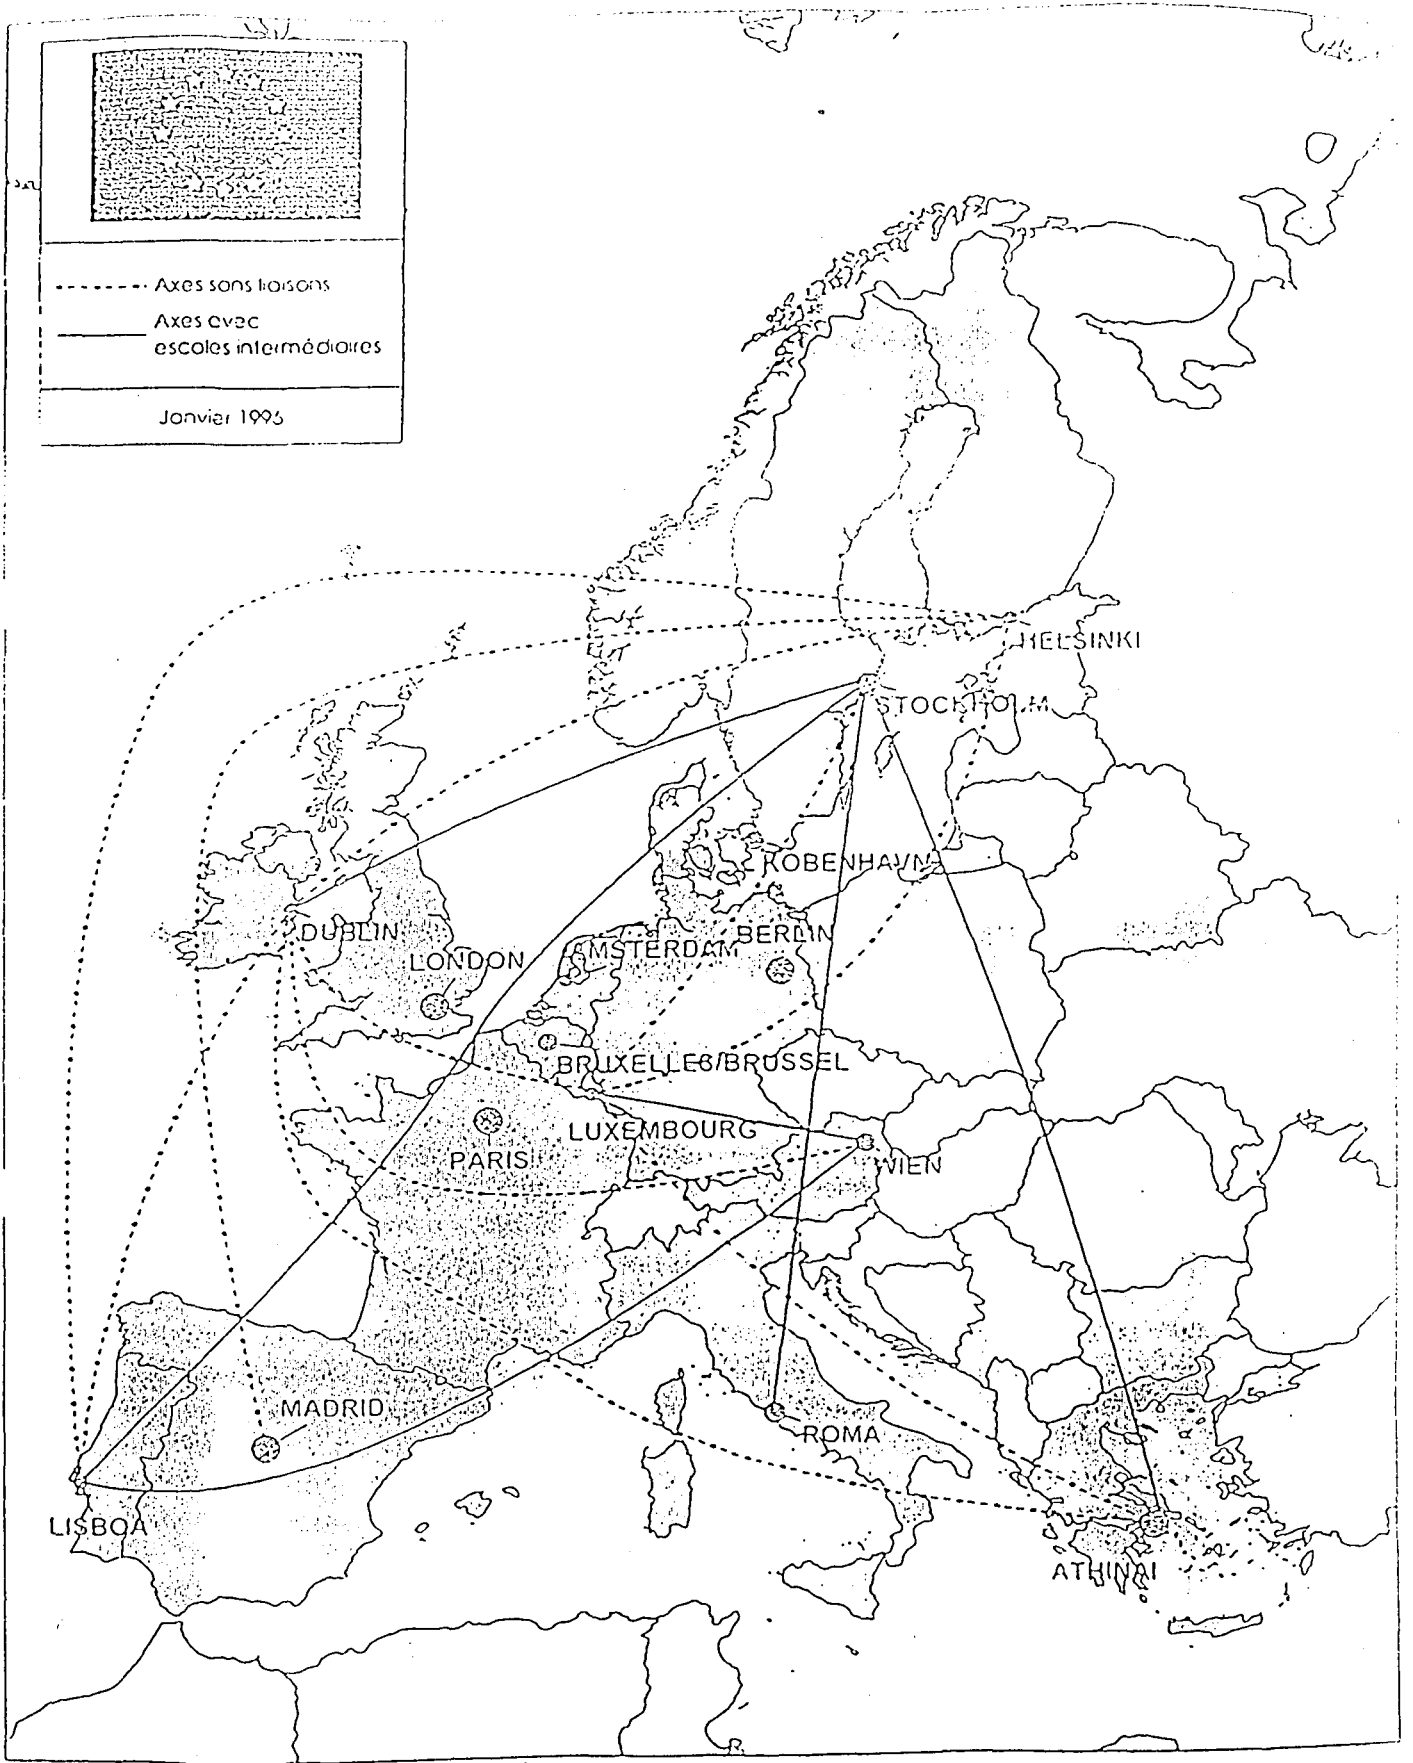 Axes sans liaisons
Axes avec
escales intermédiaires
Janvier 1995
HELSINKI
STOCKHOLM
KOBENHAVN
DUBLIN
LONDON
AMSTERDAM
BERLIN
BRUXELLES/BRUSSEL
LUXEMBOURG
PARIS
WIEN
MADRID
ROMA
LISBOA
ATHINAI